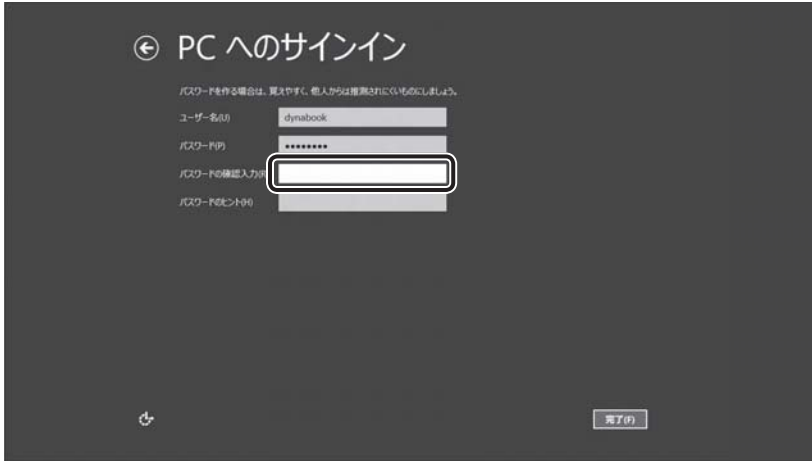 PC へのサインイン
パスワードを作る場合は、覚えやすく、他人からは推測されにくいものにしましょう。
ユーザー名(U)
dynabook
パスワード(P)
••••••••
パスワードの確認入力(R
パスワードのヒント(H)
完了(F)